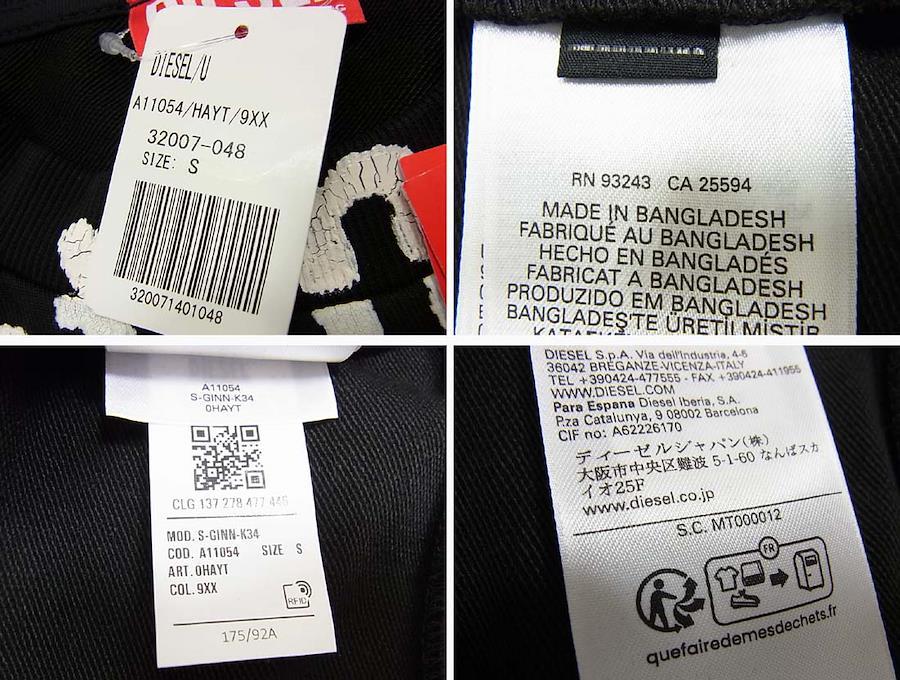 DIESEL/U
A11054/HAYT/9XX
32007-048
SIZE: S
320071401048
RN 93243 CA 25594
MADE IN BANGLADESH
FABRIQUÉ AU BANGLADESH
HECHO EN BANGLADÉS
FABRICAT A BANGLADESH
PRODUZIDO EM BANGLADESH
BANGLADEŞ'TE ÜRETİLMİŞTİR
A11054
S-GINN-K34
0HAYT
CLG 137 278 477 445
MOD. S-GINN-K34
COD. A11054 SIZE S
ART. 0HAYT
COL. 9XX
RFID
175/92A
DIESEL S.p.A. Via dell'Industria, 4-6
36042 BREGANZE-VICENZA-ITALY
TEL +390424-477555 - FAX +390424-411955
WWW.DIESEL.COM
Para Espana Diesel Iberia, S.A.
P.za Catalunya, 9 08002 Barcelona
CIF no: A62226170
ディーゼルジャパン(株)
大阪市中央区難波 5-1-60 なんばスカ
イオ25F
www.diesel.co.jp
S.C. MT000012
FR
quefairedemesdechets.fr